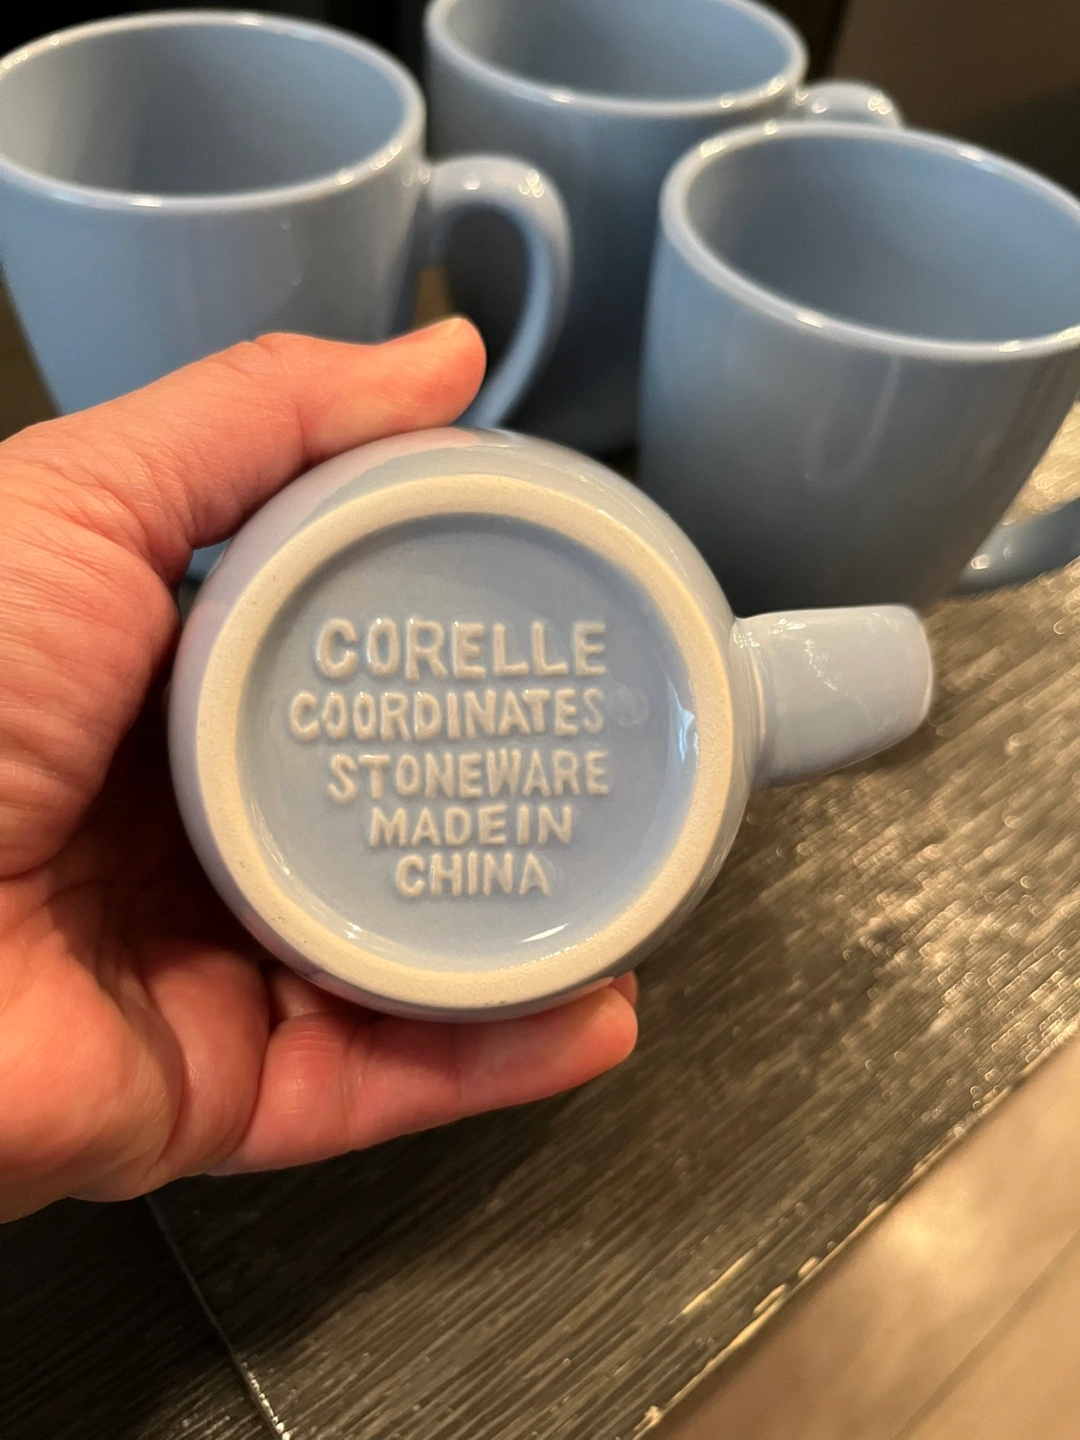 CORELLE
COORDINATES
STONEWARE
MADE IN
CHINA